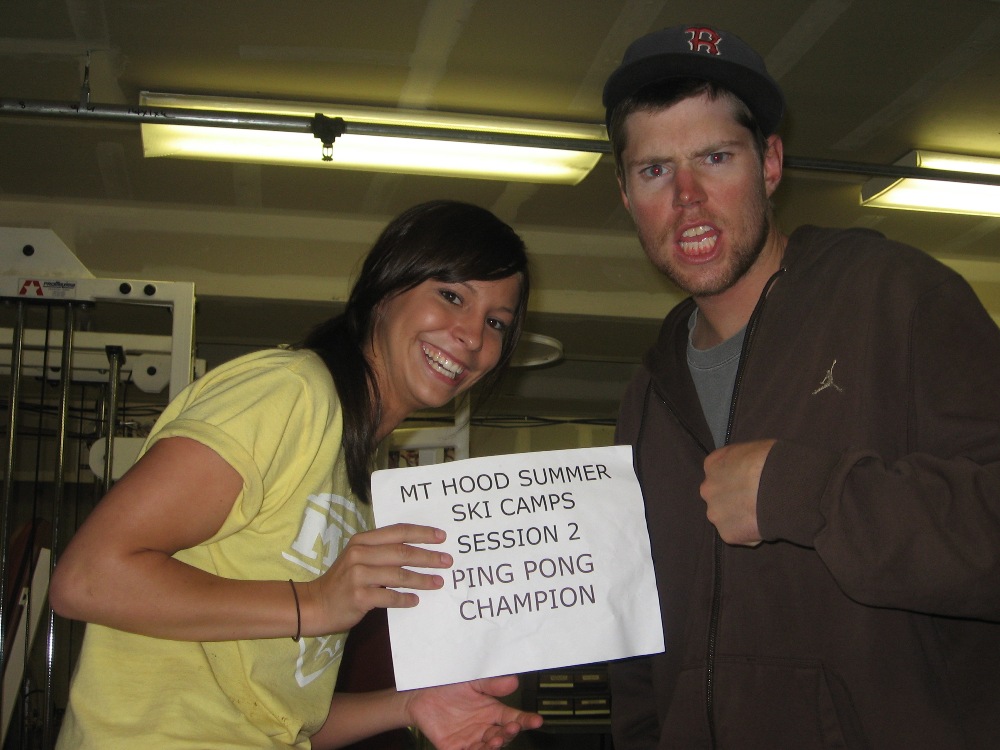 B
MT HOOD SUMMER
SKI CAMPS
SESSION 2
PING PONG
CHAMPION
M